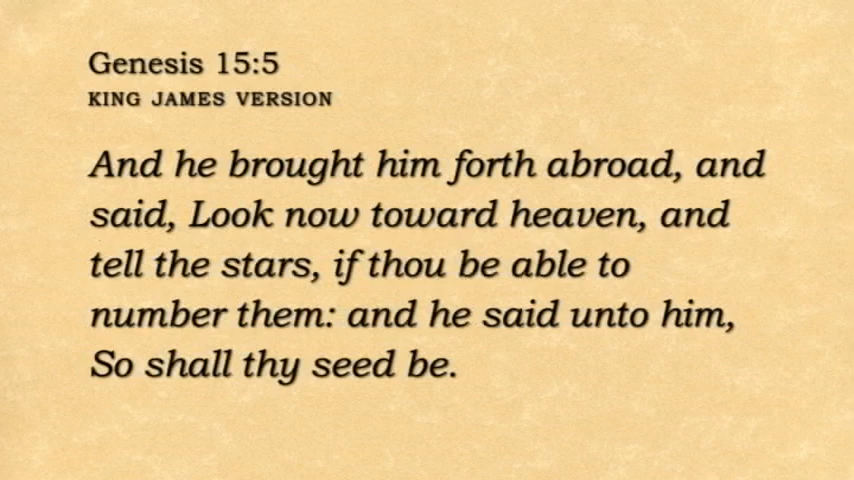 Genesis 15:5
KING JAMES VERSION
And he brought him forth abroad, and
said, Look now toward heaven, and
tell the stars, if thou be able to
number them: and he said unto him,
So shall thy seed be.